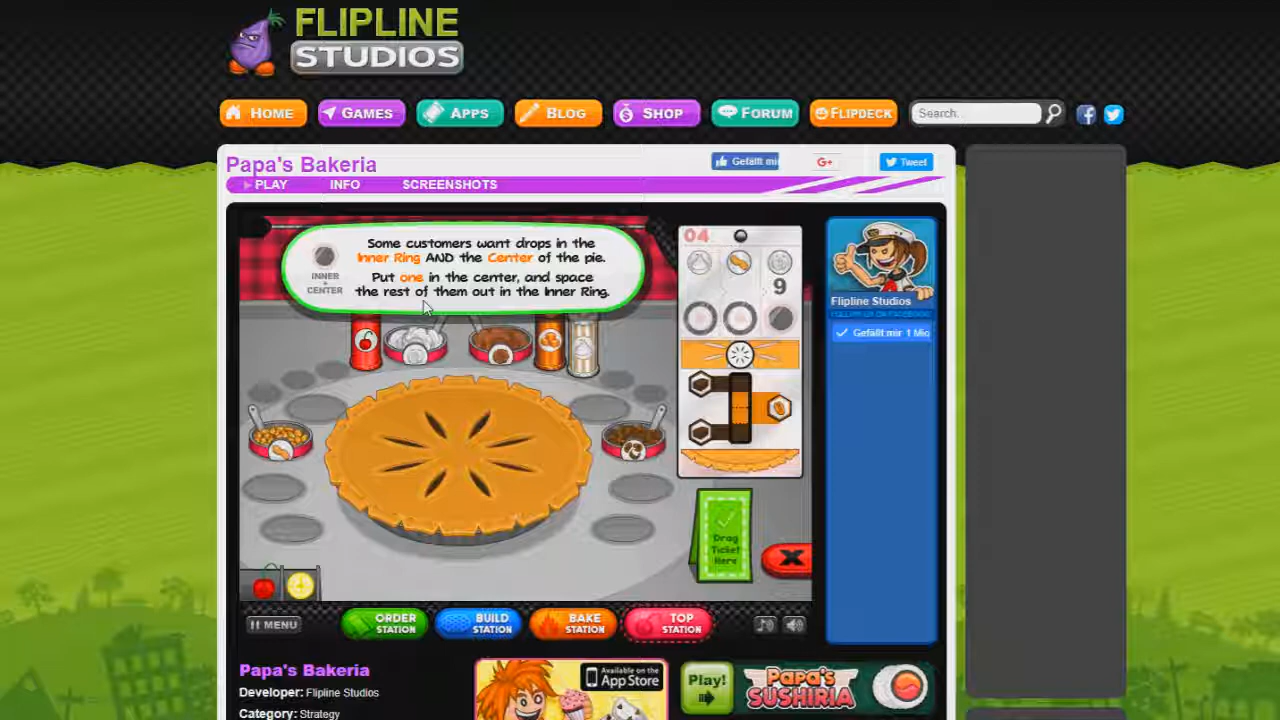 FLIPLINE
STUDIOS
HOME
GAMES
APPS
BLOG
SHOP
FORUM
FLIPDECK
Search..
Papa's Bakeria
Gefällt mi
G+
Tweet
PLAY
INFO
SCREENSHOTS
Some customers want drops in the
Inner Ring AND the Center of the pie.
Put one in the center, and space
the rest of them out in the Inner Ring.
INNER
+
CENTER
04
9
Drag
Ticket
Here
X
Flipline Studios
Gefällt mir 1 Mio
MENU
ORDER
STATION
BUILD
STATION
BAKE
STATION
TOP
STATION
Papa's Bakeria
Developer: Flipline Studios
Category: Strategy
Available on the
App Store
Play!
Papa's
SUSHIRIA